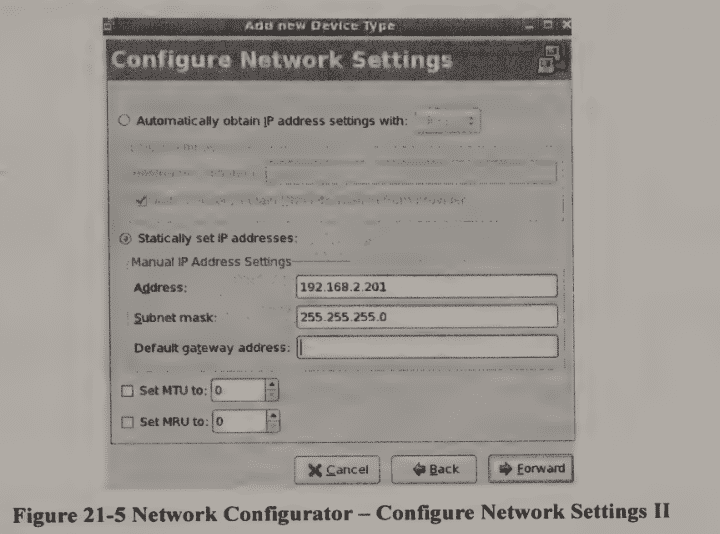 Add new Device Type
Configure Network Settings
Automatically obtain IP address settings with:
Statically set IP addresses:
Manual IP Address Settings
Address: 192.168.2.201
Subnet mask: 255.255.255.0
Default gateway address:
Set MTU to: 0
Set MRU to: 0
Cancel Back Forward
Figure 21-5 Network Configurator – Configure Network Settings II